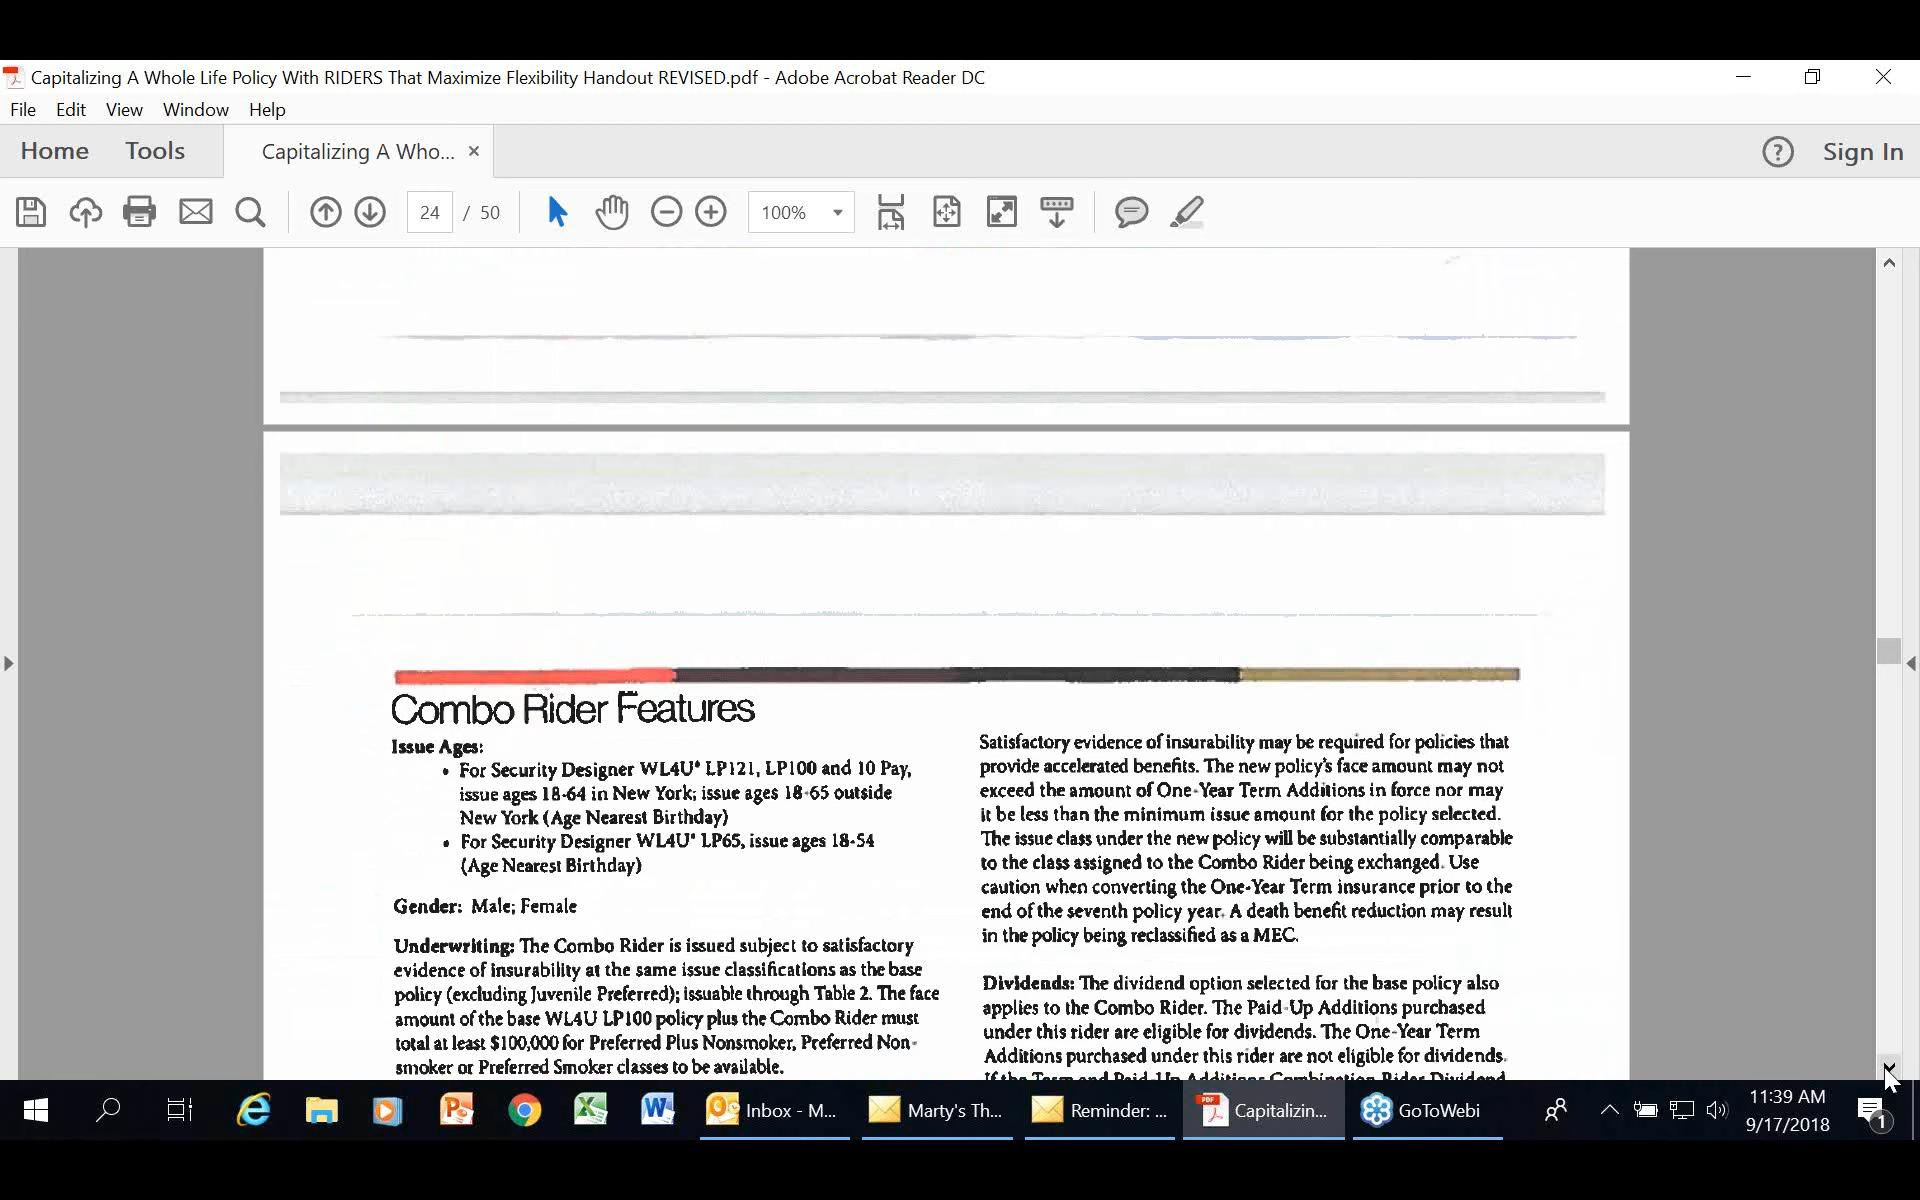 Capitalizing A Whole Life Policy With RIDERS That Maximize Flexibility Handout REVISED.pdf - Adobe Acrobat Reader DC
File Edit View Window Help
Home Tools Capitalizing A Who... × ? Sign In
24 / 50 100%
Combo Rider Features
Issue Ages:
• For Security Designer WL4U® LP121, LP100 and 10 Pay,
issue ages 18-64 in New York; issue ages 18-65 outside
New York (Age Nearest Birthday)
• For Security Designer WL4U® LP65, issue ages 18-54
(Age Nearest Birthday)
Gender: Male; Female
Underwriting: The Combo Rider is issued subject to satisfactory
evidence of insurability at the same issue classifications as the base
policy (excluding Juvenile Preferred); issuable through Table 2. The face
amount of the base WL4U LP100 policy plus the Combo Rider must
total at least $100,000 for Preferred Plus Nonsmoker, Preferred Non-
smoker or Preferred Smoker classes to be available.
Satisfactory evidence of insurability may be required for policies that
provide accelerated benefits. The new policy's face amount may not
exceed the amount of One-Year Term Additions in force nor may
it be less than the minimum issue amount for the policy selected.
The issue class under the new policy will be substantially comparable
to the class assigned to the Combo Rider being exchanged. Use
caution when converting the One-Year Term insurance prior to the
end of the seventh policy year. A death benefit reduction may result
in the policy being reclassified as a MEC.
Dividends: The dividend option selected for the base policy also
applies to the Combo Rider. The Paid-Up Additions purchased
under this rider are eligible for dividends. The One-Year Term
Additions purchased under this rider are not eligible for dividends.
If the Term and Paid-Up Additions Combination Rider Dividend
Inbox - M... Marty's Th... Reminder: ... Capitalizin... GoToWebi
11:39 AM
9/17/2018
1